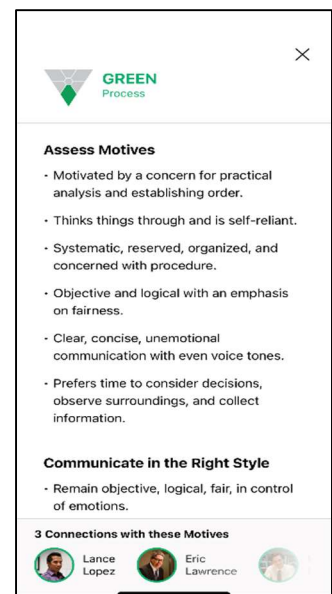 GREEN
Process
Assess Motives
• Motivated by a concern for practical
analysis and establishing order.
• Thinks things through and is self-reliant.
• Systematic, reserved, organized, and
concerned with procedure.
• Objective and logical with an emphasis
on fairness.
• Clear, concise, unemotional
communication with even voice tones.
• Prefers time to consider decisions,
observe surroundings, and collect
information.
Communicate in the Right Style
• Remain objective, logical, fair, in control
of emotions.
3 Connections with these Motives
Lance
Lopez
Eric
Lawrence